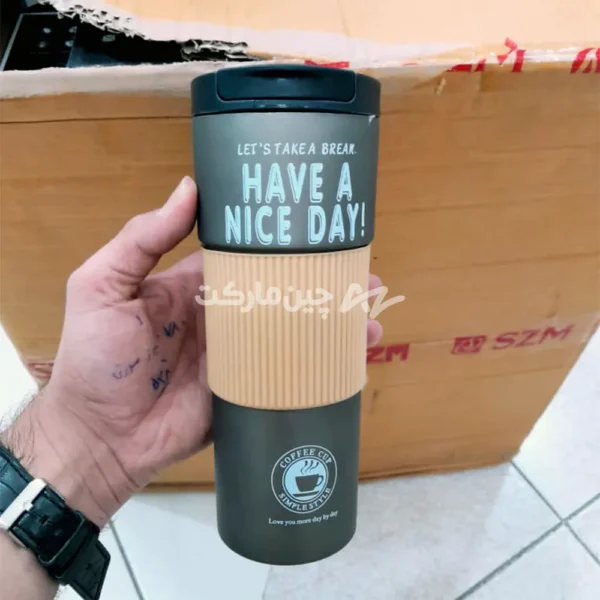 LET'S TAKE A BREAK.
HAVE A
NICE DAY!
چین مارکت
SZM
SZM
COFFEE CUP
SIMPLE STYLE
Love you more day by day